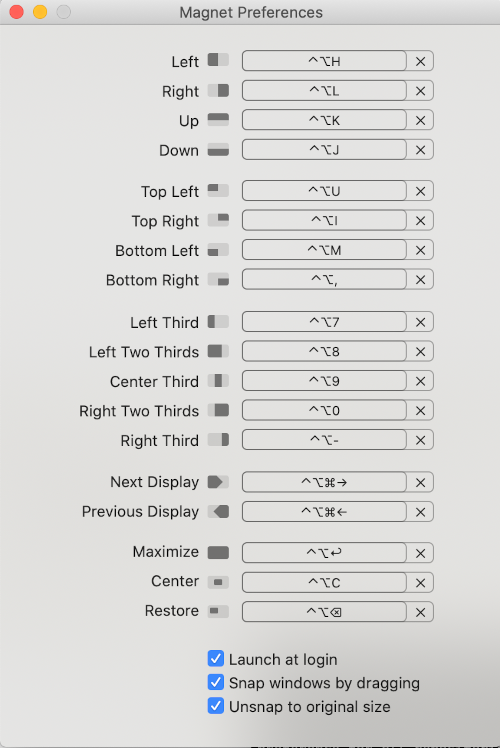 Magnet Preferences
Left ^⌥H ×
Right ^⌥L ×
Up ^⌥K ×
Down ^⌥J ×
Top Left ^⌥U ×
Top Right ^⌥I ×
Bottom Left ^⌥M ×
Bottom Right ^⌥, ×
Left Third ^⌥7 ×
Left Two Thirds ^⌥8 ×
Center Third ^⌥9 ×
Right Two Thirds ^⌥0 ×
Right Third ^⌥- ×
Next Display ^⌥⌘→ ×
Previous Display ^⌥⌘← ×
Maximize ^⌥↩ ×
Center ^⌥C ×
Restore ^⌥⌫ ×
Launch at login
Snap windows by dragging
Unsnap to original size